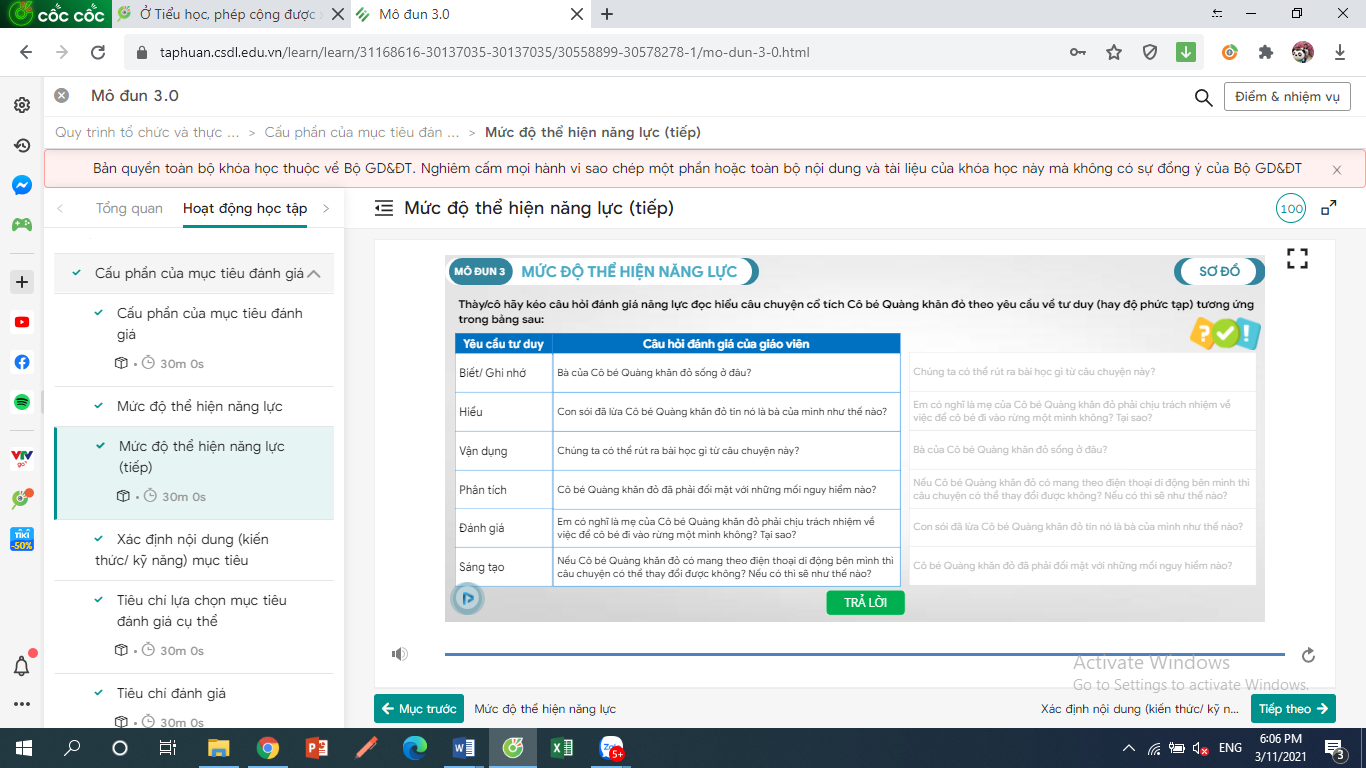 cốc cốc
Ở Tiểu học, phép cộng được
Mô đun 3.0
taphuan.csdl.edu.vn/learn/learn/31168616-30137035-30137035/30558899-30578278-1/mo-dun-3-0.html
Mô đun 3.0
Điểm & nhiệm vụ
Quy trình tổ chức và thực ... > Cấu phần của mục tiêu đán ... > Mức độ thể hiện năng lực (tiếp)
Bản quyền toàn bộ khóa học thuộc về Bộ GD&ĐT. Nghiêm cấm mọi hành vi sao chép một phần hoặc toàn bộ nội dung và tài liệu của khóa học này mà không có sự đồng ý của Bộ GD&ĐT
Tổng quan
Hoạt động học tập
Mức độ thể hiện năng lực (tiếp)
100
Cấu phần của mục tiêu đánh giá
Cấu phần của mục tiêu đánh
giá
30m 0s
Mức độ thể hiện năng lực
Mức độ thể hiện năng lực
(tiếp)
30m 0s
Xác định nội dung (kiến
thức/ kỹ năng) mục tiêu
Tiêu chí lựa chọn mục tiêu
đánh giá cụ thể
30m 0s
Tiêu chí đánh giá
30m 0s
MÔ ĐUN 3
MỨC ĐỘ THỂ HIỆN NĂNG LỰC
SƠ ĐỒ
Thày/cô hãy kéo câu hỏi đánh giá năng lực đọc hiểu câu chuyện cổ tích Cô bé Quàng khăn đỏ theo yêu cầu về tư duy (hay độ phức tạp) tương ứng
trong bảng sau:
Yêu cầu tư duy
Câu hỏi đánh giá của giáo viên
Biết/ Ghi nhớ
Bà của Cô bé Quàng khăn đỏ sống ở đâu?
Hiểu
Con sói đã lừa Cô bé Quàng khăn đỏ tin nó là bà của mình như thế nào?
Vận dụng
Chúng ta có thể rút ra bài học gì từ câu chuyện này?
Phân tích
Cô bé Quàng khăn đỏ đã phải đối mặt với những mối nguy hiểm nào?
Đánh giá
Em có nghĩ là mẹ của Cô bé Quàng khăn đỏ phải chịu trách nhiệm về
việc để cô bé đi vào rừng một mình không? Tại sao?
Sáng tạo
Nếu Cô bé Quàng khăn đỏ có mang theo điện thoại di động bên mình thì
câu chuyện có thể thay đổi được không? Nếu có thì sẽ như thế nào?
Chúng ta có thể rút ra bài học gì từ câu chuyện này?
Em có nghĩ là mẹ của Cô bé Quàng khăn đỏ phải chịu trách nhiệm về
việc để cô bé đi vào rừng một mình không? Tại sao?
Bà của Cô bé Quàng khăn đỏ sống ở đâu?
Nếu Cô bé Quàng khăn đỏ có mang theo điện thoại di động bên mình thì
câu chuyện có thể thay đổi được không? Nếu có thì sẽ như thế nào?
Con sói đã lừa Cô bé Quàng khăn đỏ tin nó là bà của mình như thế nào?
Cô bé Quàng khăn đỏ đã phải đối mặt với những mối nguy hiểm nào?
TRẢ LỜI
Activate Windows
Go to Settings to activate Windows.
Mục trước
Mức độ thể hiện năng lực
Xác định nội dung (kiến thức/ kỹ n...
Tiếp theo
VTV
go
TIKI
-50%
5+
ENG
6:06 PM
3/11/2021
3